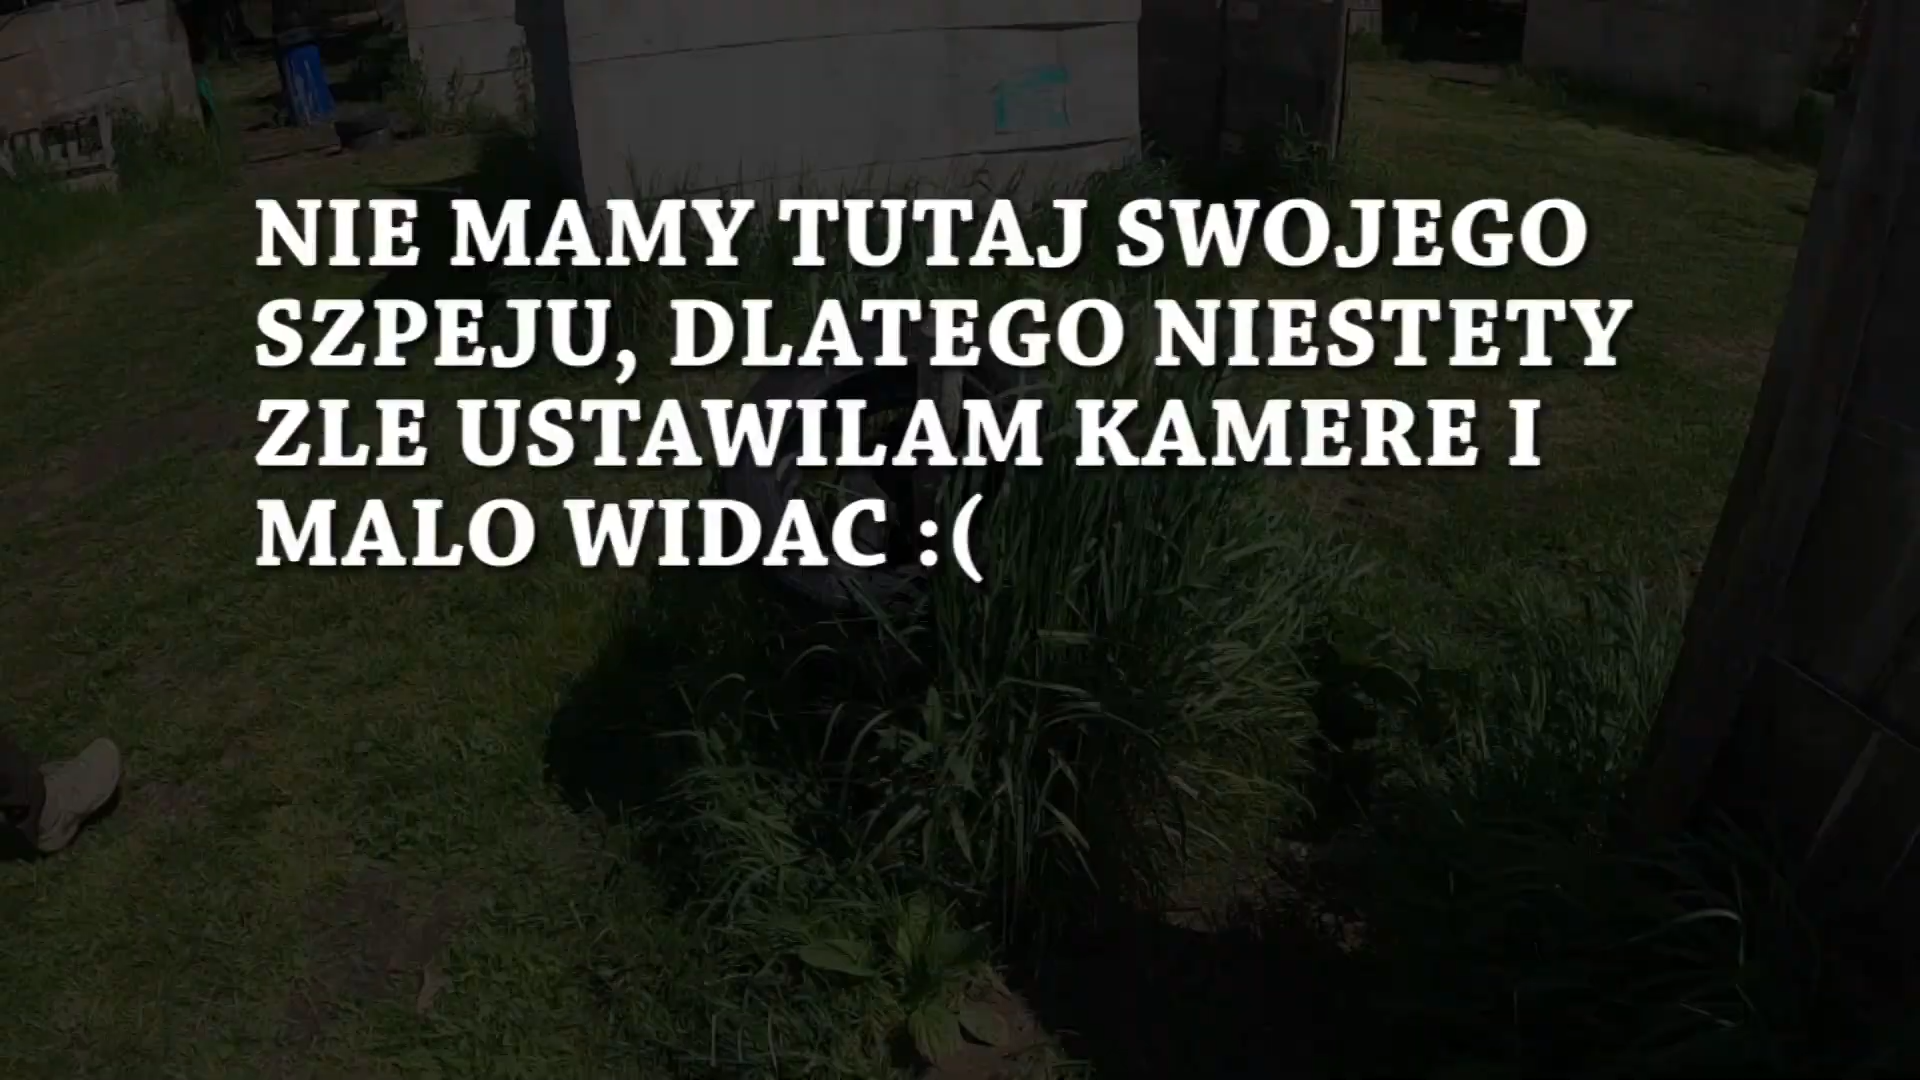 NIE MAMY TUTAJ SWOJEGO
SZPEJU, DLATEGO NIESTETY
ZLE USTAWILAM KAMERE I
MALO WIDAC :(